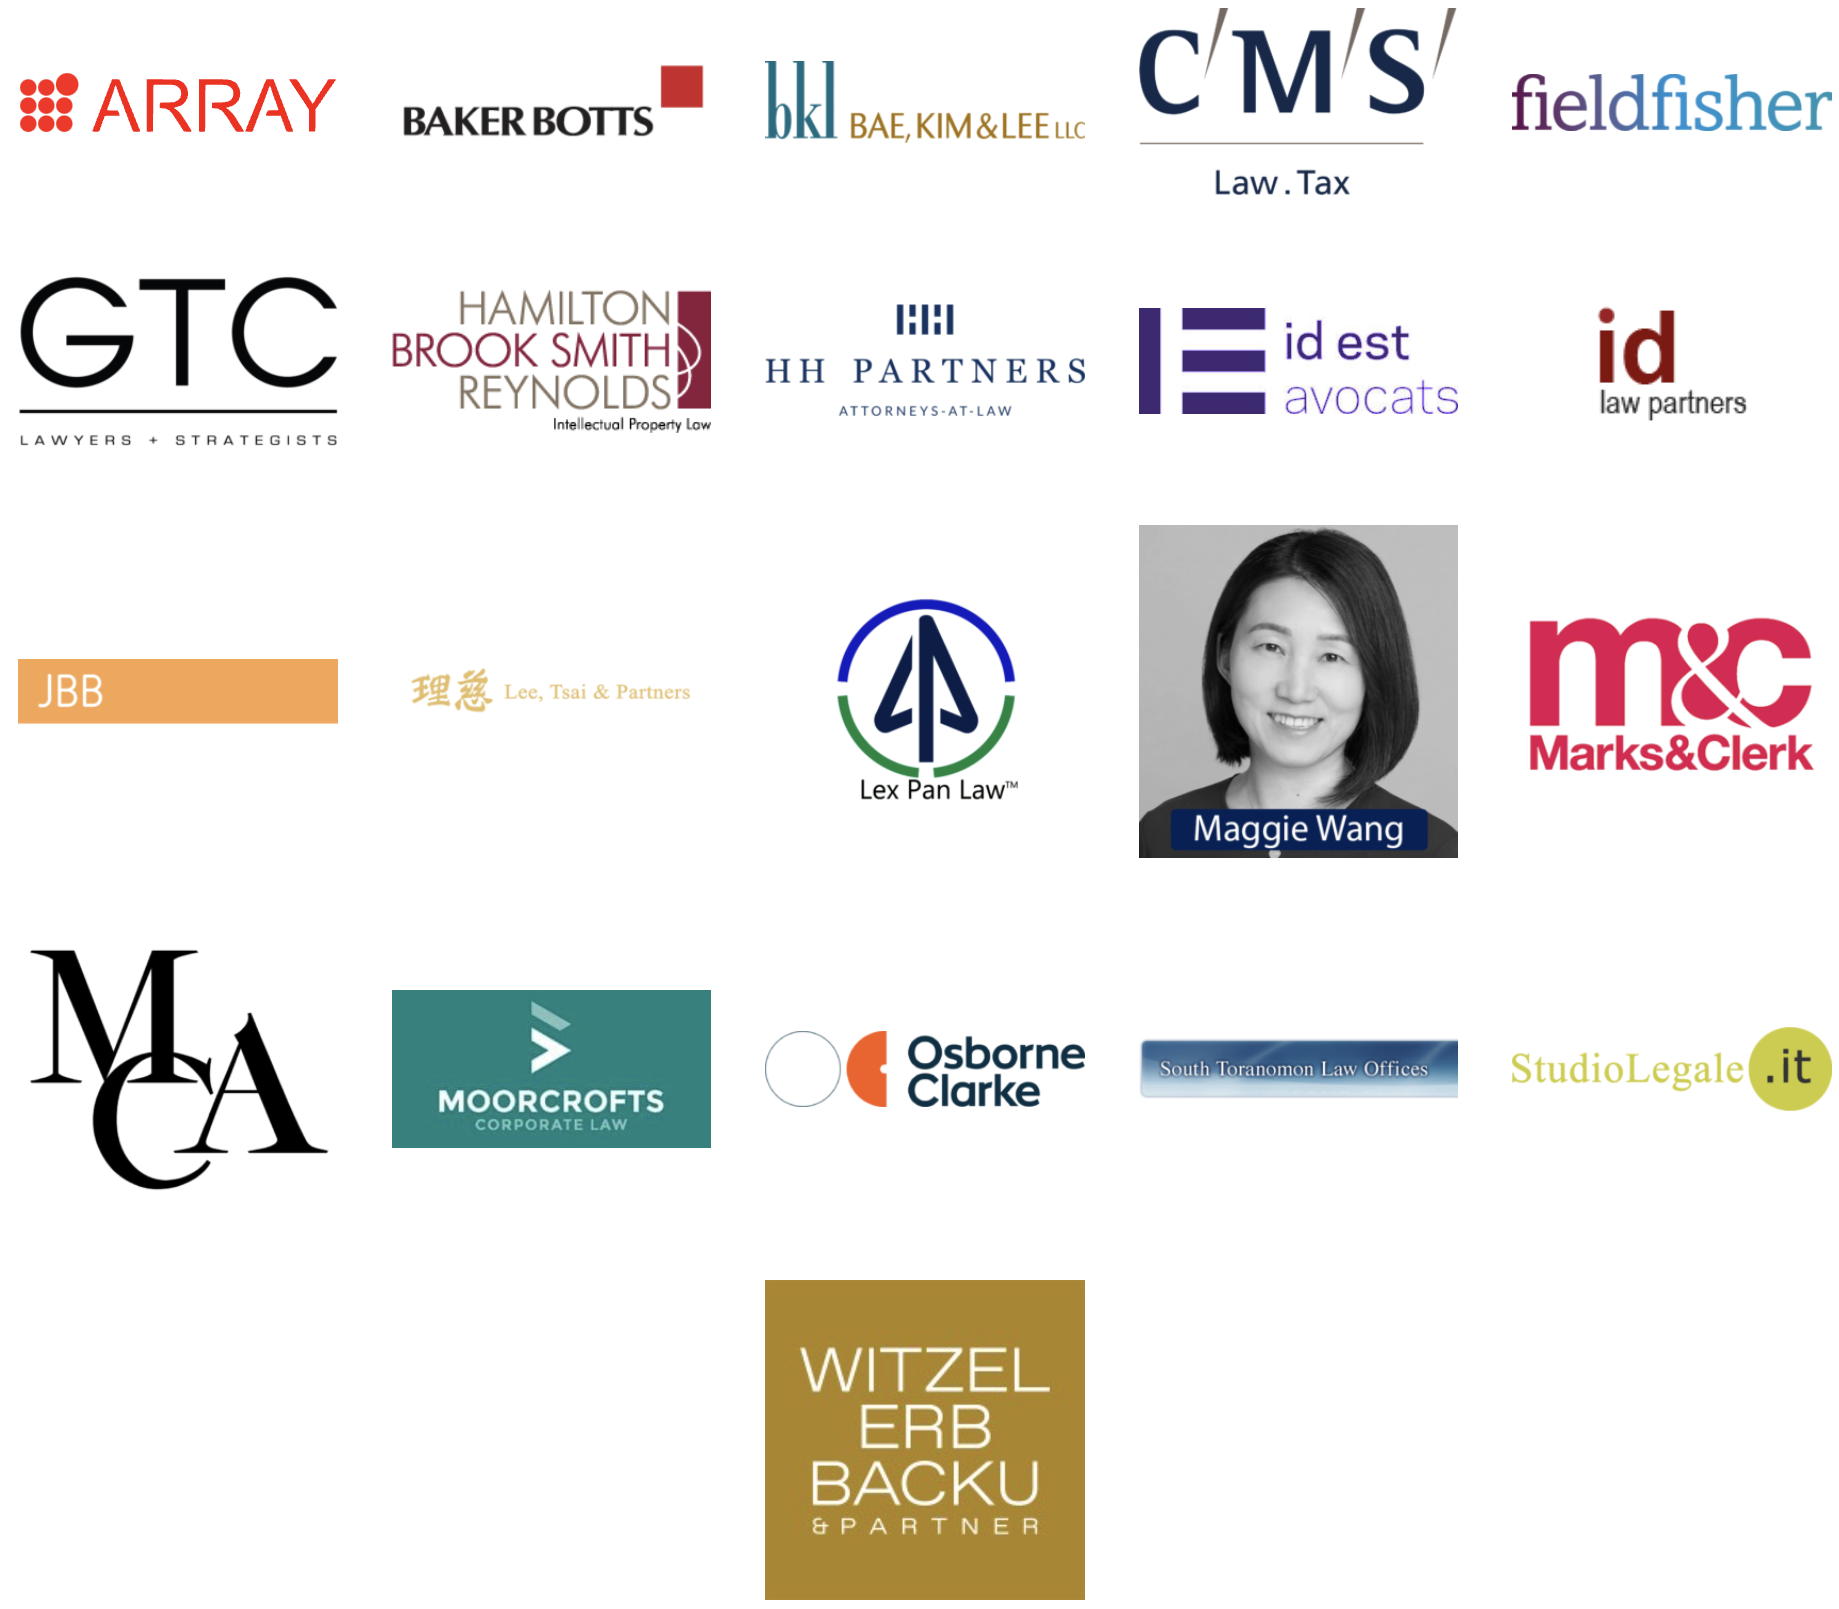 ARRAY
BAKER BOTTS
bkl BAE, KIM & LEE LLC
C'M'S'
Law . Tax
fieldfisher
GTC
LAWYERS + STRATEGISTS
HAMILTON
BROOK SMITH
REYNOLDS
Intellectual Property Law
HH PARTNERS
ATTORNEYS-AT-LAW
id est
avocats
id
law partners
JBB
理慈 Lee, Tsai & Partners
Lex Pan Law™
Maggie Wang
m&c
Marks&Clerk
MCA
MOORCROFTS
CORPORATE LAW
Osborne
Clarke
South Toranomon Law Offices
StudioLegale.it
WITZEL
ERB
BACKU
& PARTNER